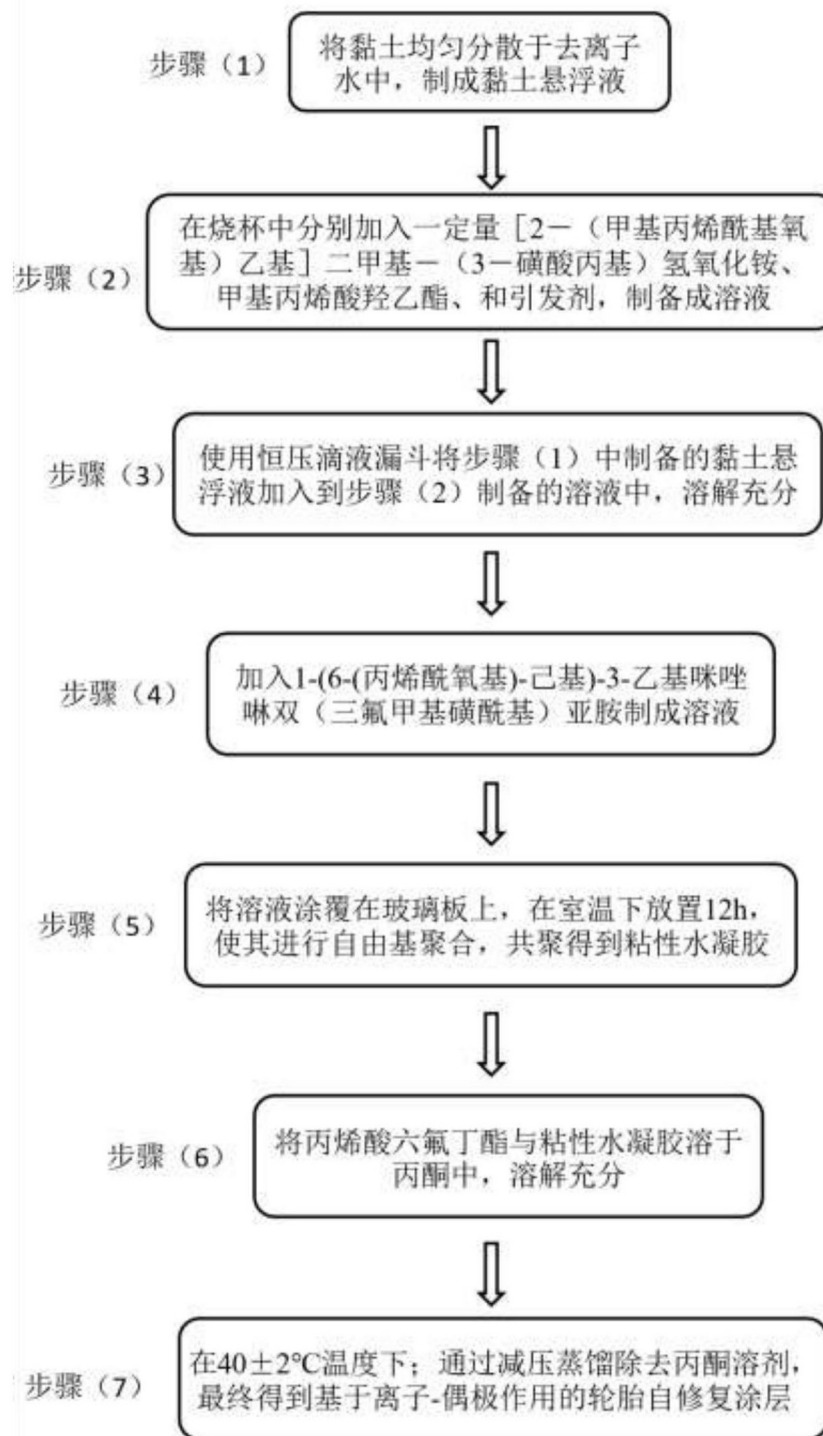 步骤（1）
将黏土均匀分散于去离子
水中，制成黏土悬浮液
步骤（2）
在烧杯中分别加入一定量［2－（甲基丙烯酰基氧
基）乙基］二甲基－（3－磺酸丙基）氢氧化铵、
甲基丙烯酸羟乙酯、和引发剂，制备成溶液
步骤（3）
使用恒压滴液漏斗将步骤（1）中制备的黏土悬
浮液加入到步骤（2）制备的溶液中，溶解充分
步骤（4）
加入1-(6-(丙烯酰氧基)-己基)-3-乙基咪唑
啉双（三氟甲基磺酰基）亚胺制成溶液
步骤（5）
将溶液涂覆在玻璃板上，在室温下放置12h，
使其进行自由基聚合，共聚得到粘性水凝胶
步骤（6）
将丙烯酸六氟丁酯与粘性水凝胶溶于
丙酮中，溶解充分
步骤（7）
在40±2℃温度下；通过减压蒸馏除去丙酮溶剂，
最终得到基于离子-偶极作用的轮胎自修复涂层